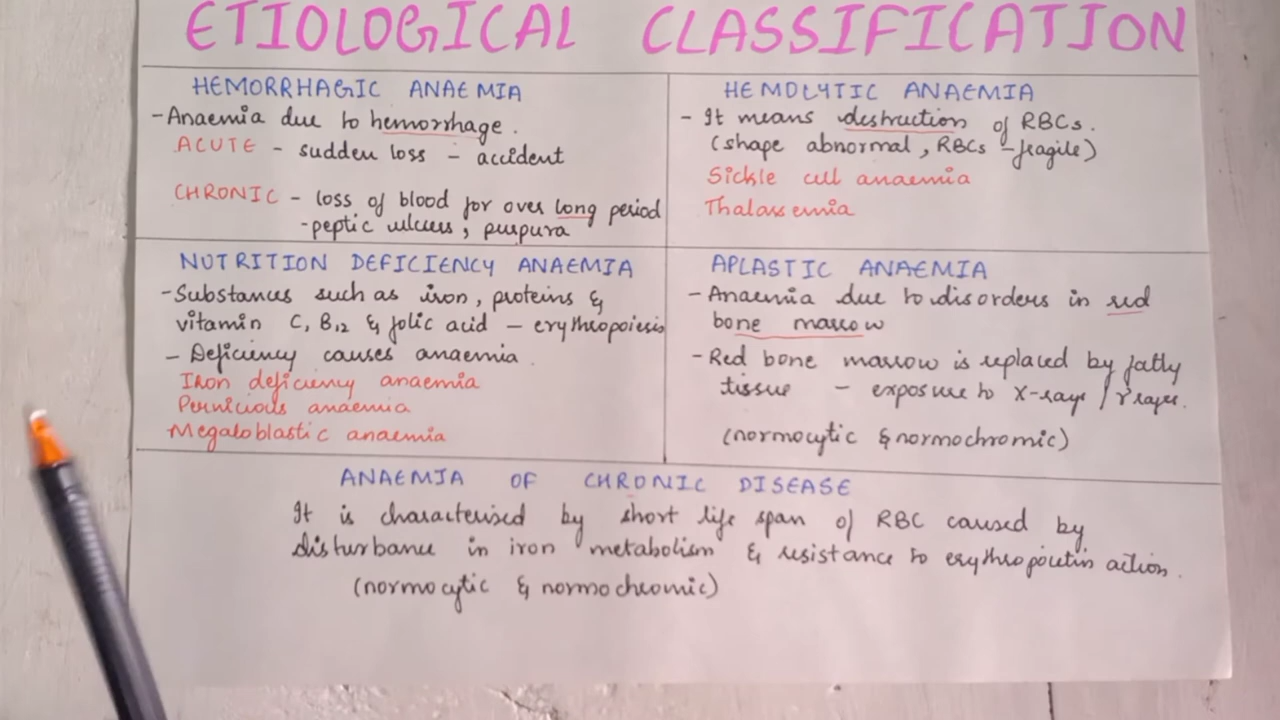 ETIOLOGICAL CLASSIFICATION
HEMORRHAGIC ANAEMIA
- Anaemia due to hemorrhage.
ACUTE - sudden loss - accident
CHRONIC - loss of blood for over long period
- peptic ulcers, purpura
HEMOLYTIC ANAEMIA
- It means destruction of RBCs.
(shape abnormal, RBCs - fragile)
Sickle cell anaemia
Thalassemia
NUTRITION DEFICIENCY ANAEMIA
- Substances such as iron, proteins &
vitamin C, B12 & folic acid - erythropoiesis
- Deficiency causes anaemia.
Iron deficiency anaemia
Pernicious anaemia
Megaloblastic anaemia
APLASTIC ANAEMIA
- Anaemia due to disorders in red
bone marrow
- Red bone marrow is replaced by fatty
tissue - exposure to X-rays / γ rays.
(normocytic & normochromic)
ANAEMIA OF CHRONIC DISEASE
It is characterised by short life span of RBC caused by
disturbance in iron metabolism & resistance to erythropoietin action.
(normocytic & normochromic)